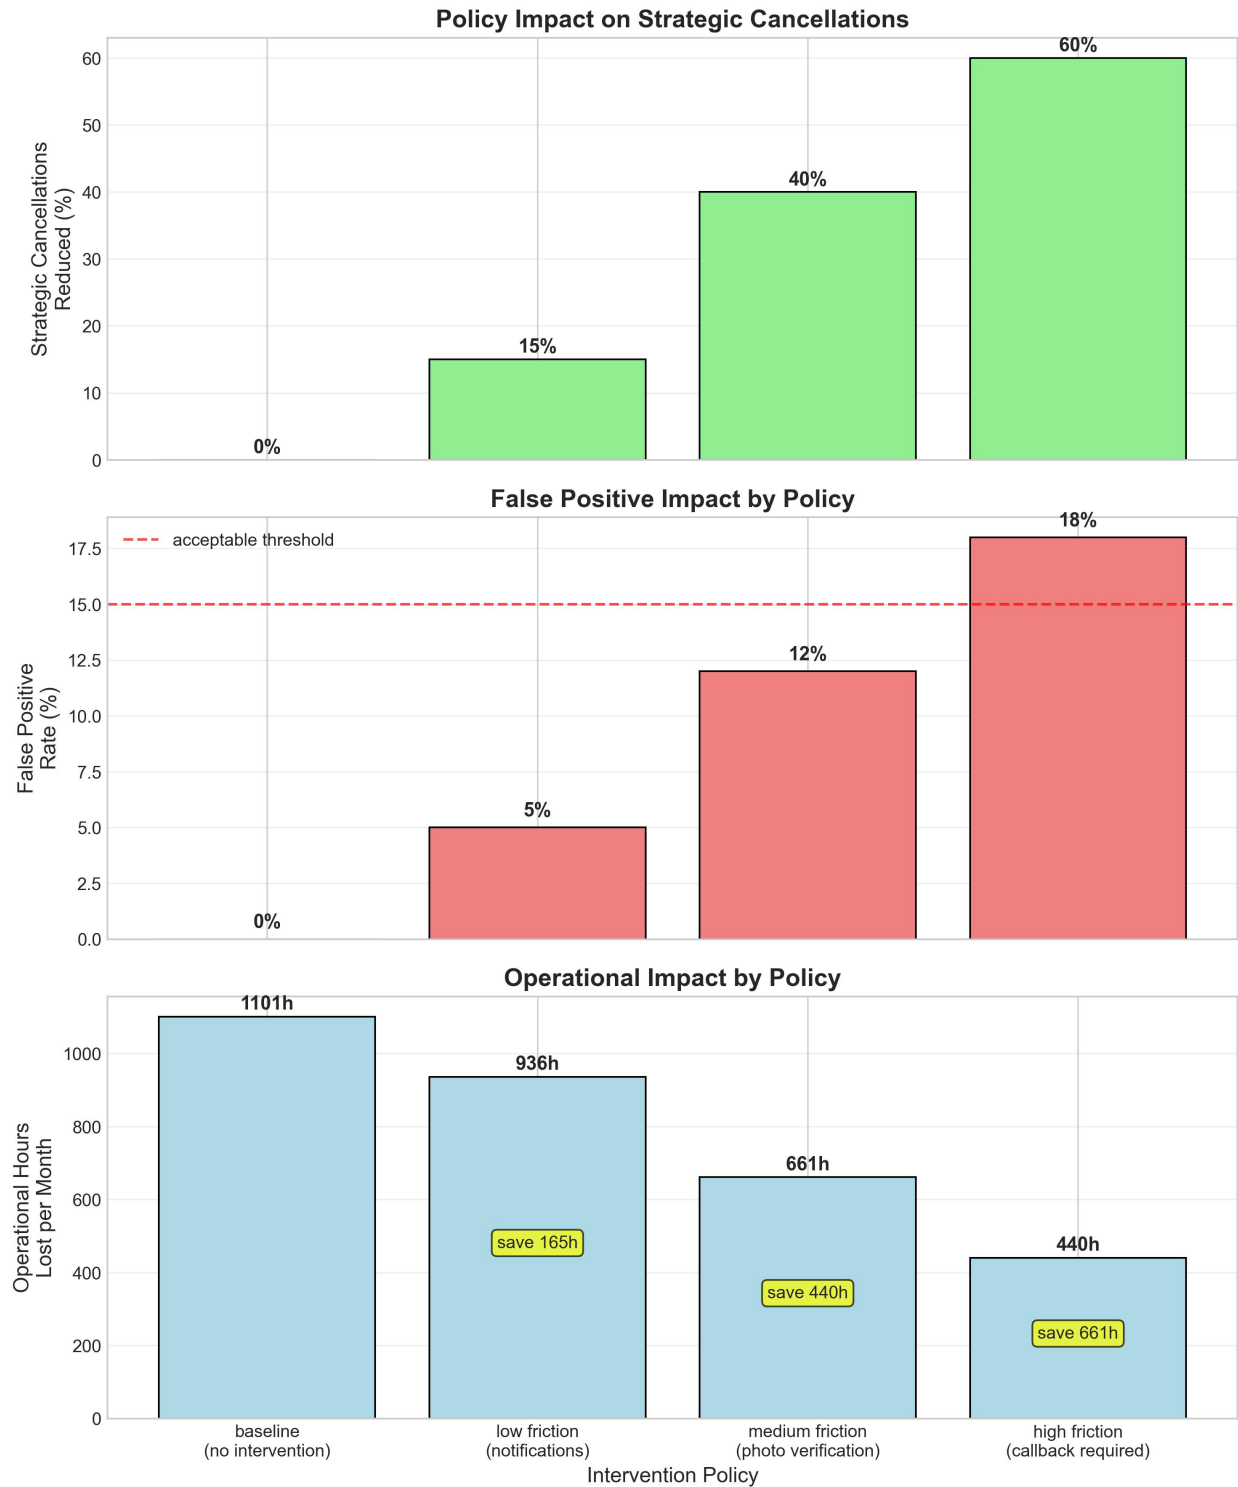 Policy Impact on Strategic Cancellations
Strategic Cancellations
Reduced (%)
60
50
40
30
20
10
0
0%
15%
40%
60%
False Positive Impact by Policy
acceptable threshold
False Positive
Rate (%)
17.5
15.0
12.5
10.0
7.5
5.0
2.5
0.0
0%
5%
12%
18%
Operational Impact by Policy
Operational Hours
Lost per Month
1000
800
600
400
200
0
1101h
936h
661h
440h
save 165h
save 440h
save 661h
baseline
(no intervention)
low friction
(notifications)
medium friction
(photo verification)
high friction
(callback required)
Intervention Policy